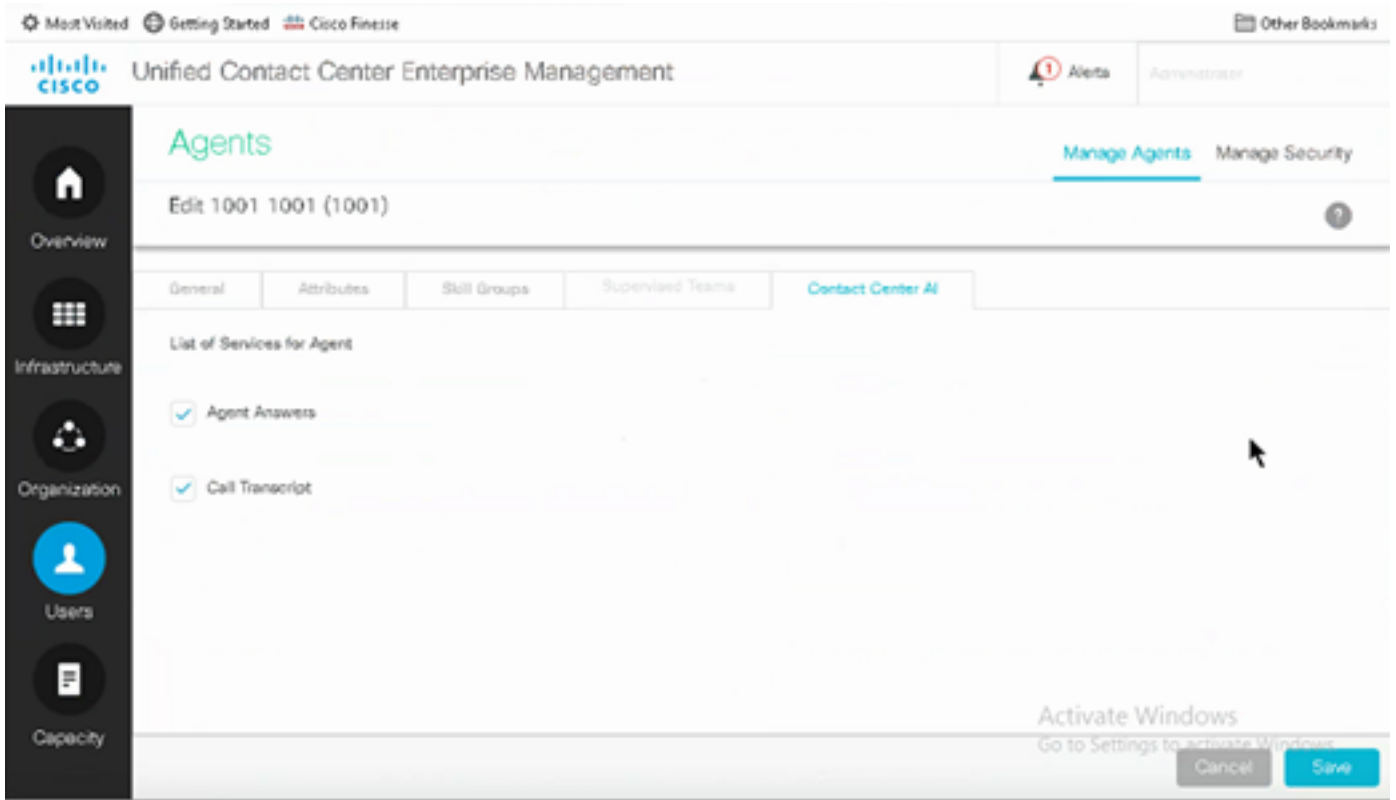 Most Visited Getting Started Cisco Finesse Other Bookmarks
CISCO Unified Contact Center Enterprise Management 1 Alerts Administrator
Agents
Manage Agents Manage Security
Edit 1001 1001 (1001) ?
Overview
General Attributes Skill Groups Supervised Teams Contact Center AI
List of Services for Agent
Infrastructure
Agent Answers
Organization
Call Transcript
Users
Capacity
Activate Windows
Go to Settings to activate Windows.
Cancel Save